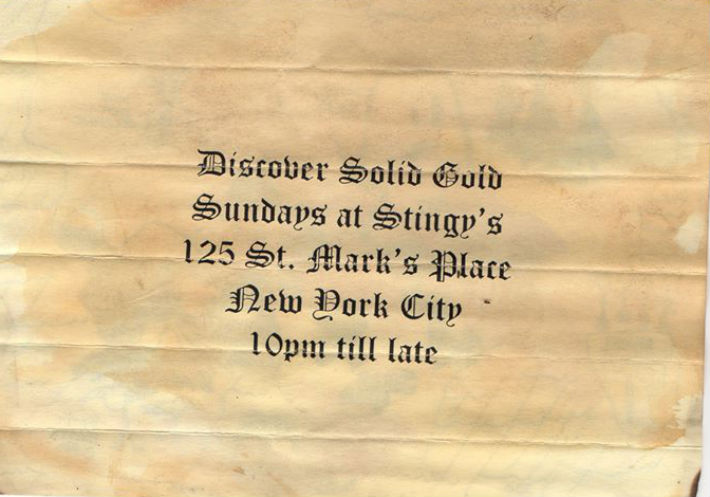 Discover Solid Gold
Sundays at Stingy's
125 St. Mark's Place
New York City
10pm till late